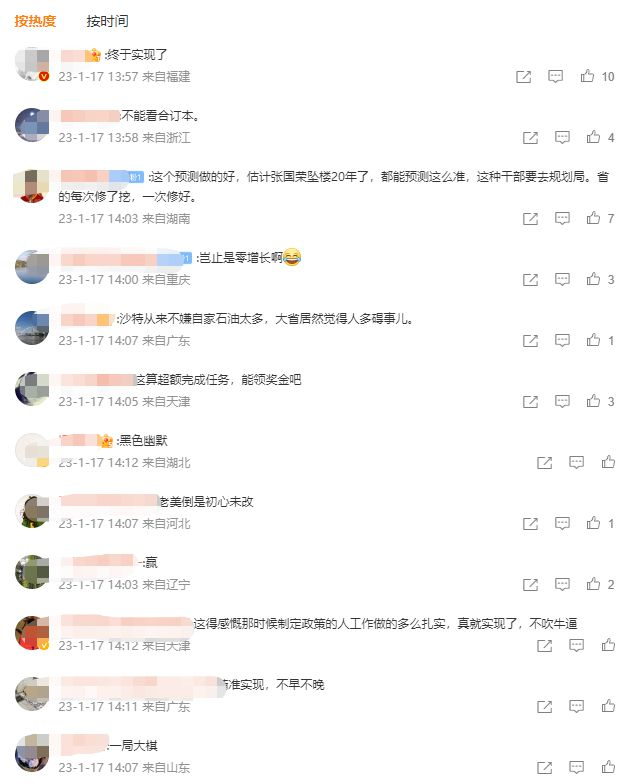 按热度 按时间
:终于实现了
23-1-17 13:57 来自福建
10
:不能看合订本。
23-1-17 13:58 来自浙江
4
:这个预测做的好，估计张国荣坠楼20年了，都能预测这么准，这种干部要去规划局。省
的每次修了挖，一次修好。
23-1-17 14:03 来自湖南
7
:岂止是零增长啊😂
23-1-17 14:00 来自重庆
3
:沙特从来不嫌自家石油太多，大省居然觉得人多碍事儿。
23-1-17 14:07 来自广东
1
这算超额完成任务，能领奖金吧
23-1-17 14:05 来自天津
3
:黑色幽默
23-1-17 14:12 来自湖北
老美倒是初心未改
23-1-17 14:07 来自河北
1
:赢
23-1-17 14:03 来自辽宁
2
这得感慨那时候制定政策的人工作做的多么扎实，真就实现了，不吹牛逼
23-1-17 14:12 来自天津
准实现，不早不晚
23-1-17 14:11 来自广东
:一局大棋
23-1-17 14:07 来自山东